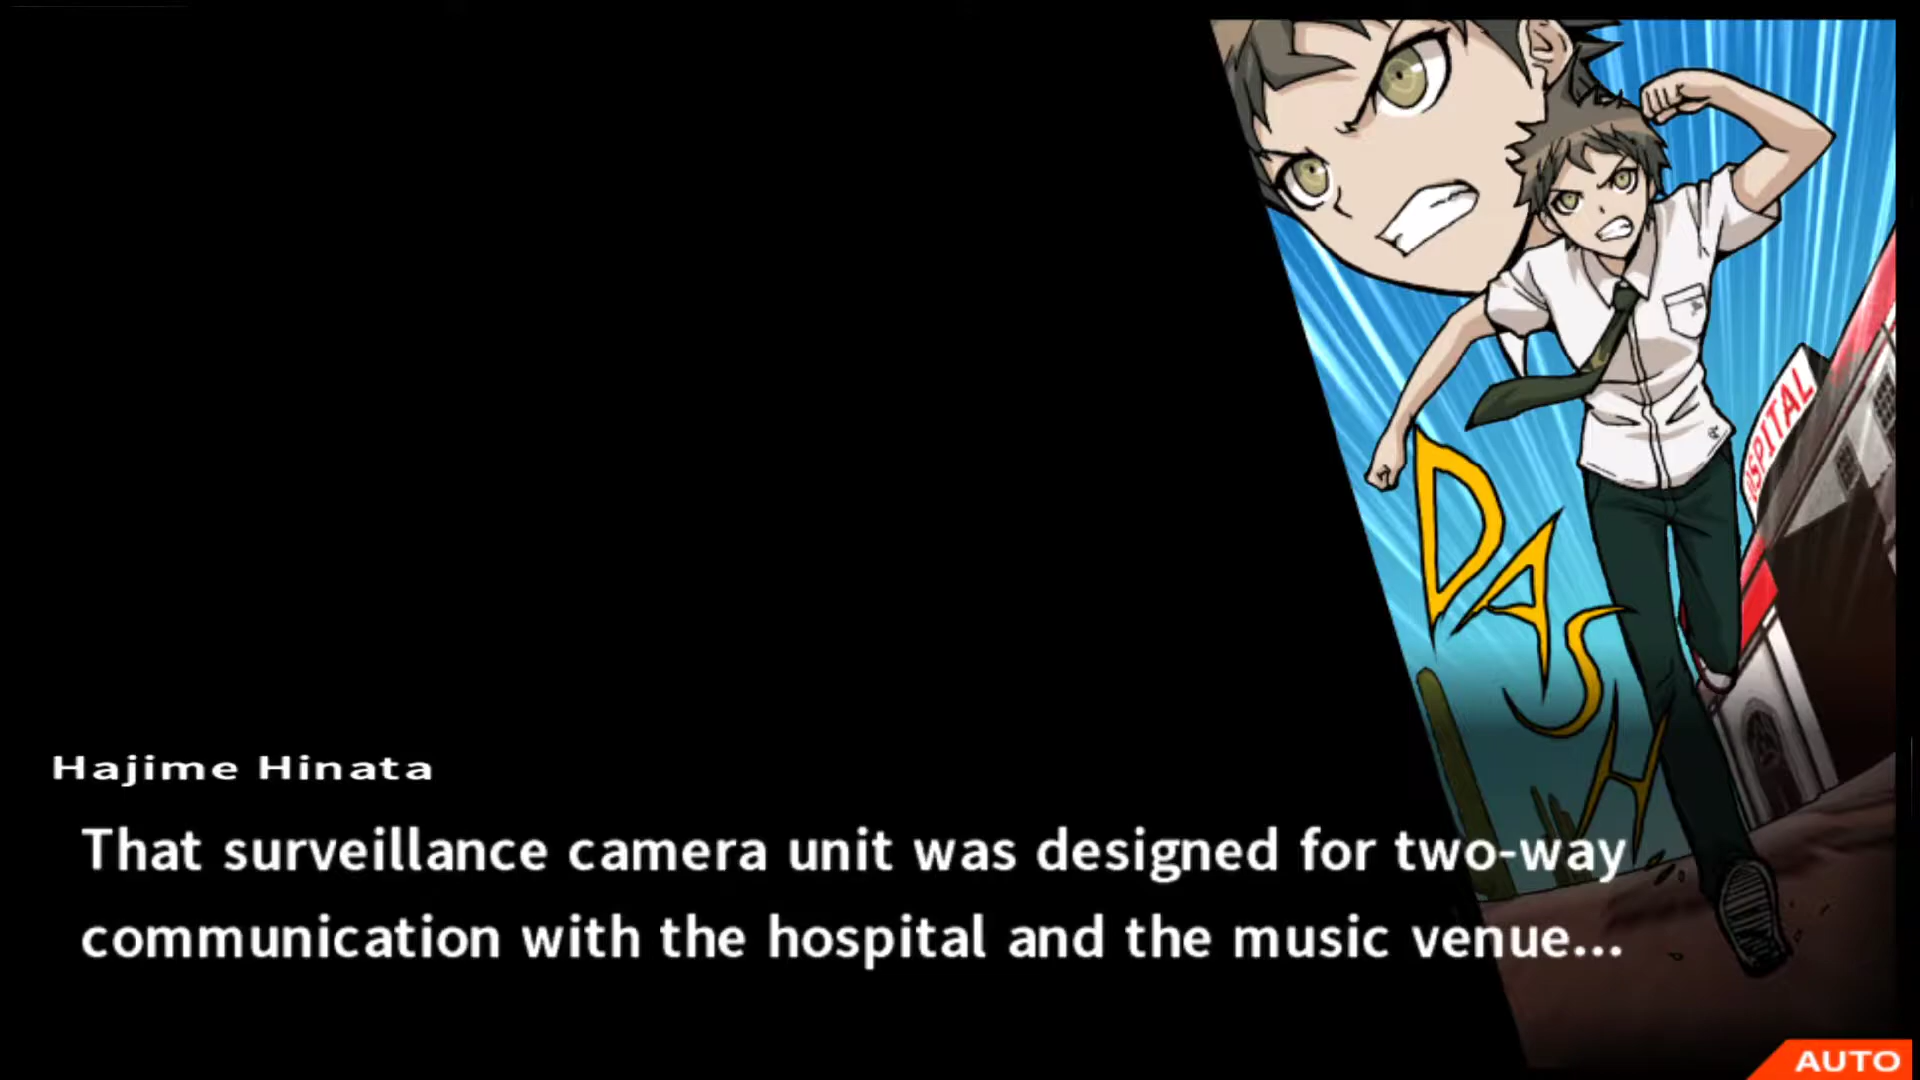 HOSPITAL
DASH
Hajime Hinata
That surveillance camera unit was designed for two-way
communication with the hospital and the music venue...
AUTO